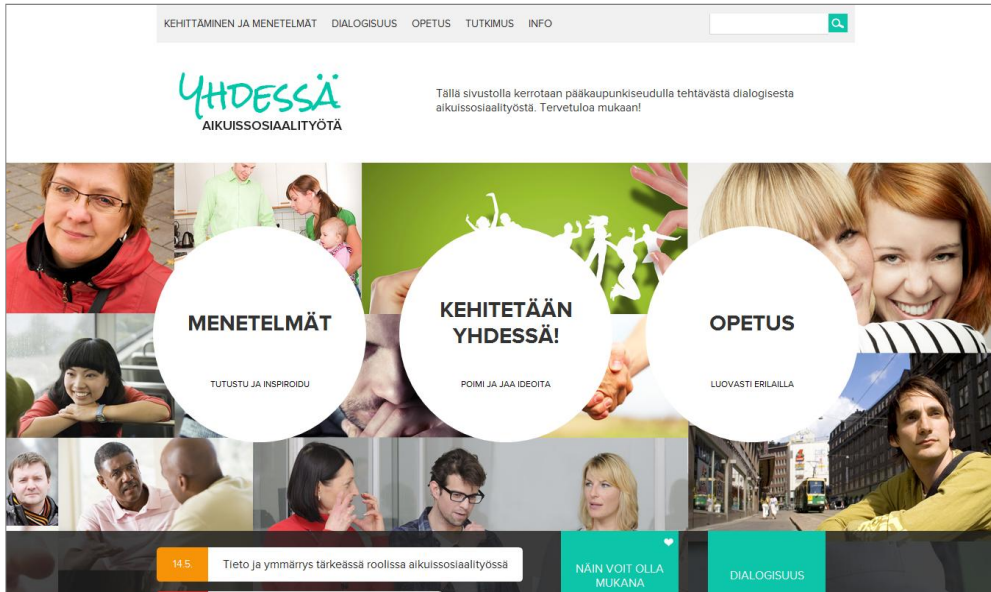 KEHITTÄMINEN JA MENETELMÄT DIALOGISUUS OPETUS TUTKIMUS INFO
YHDESSÄ
AIKUISSOSIAALITYÖTÄ
Tällä sivustolla kerrotaan pääkaupunkiseudulla tehtävästä dialogisesta
aikuissosiaalityöstä. Tervetuloa mukaan!
MENETELMÄT
TUTUSTU JA INSPIROIDU
KEHITETÄÄN
YHDESSÄ!
POIMI JA JAA IDEOITA
OPETUS
LUOVASTI ERILAILLA
14.5. Tieto ja ymmärrys tärkeässä roolissa aikuissosiaalityössä
NÄIN VOIT OLLA
MUKANA
DIALOGISUUS